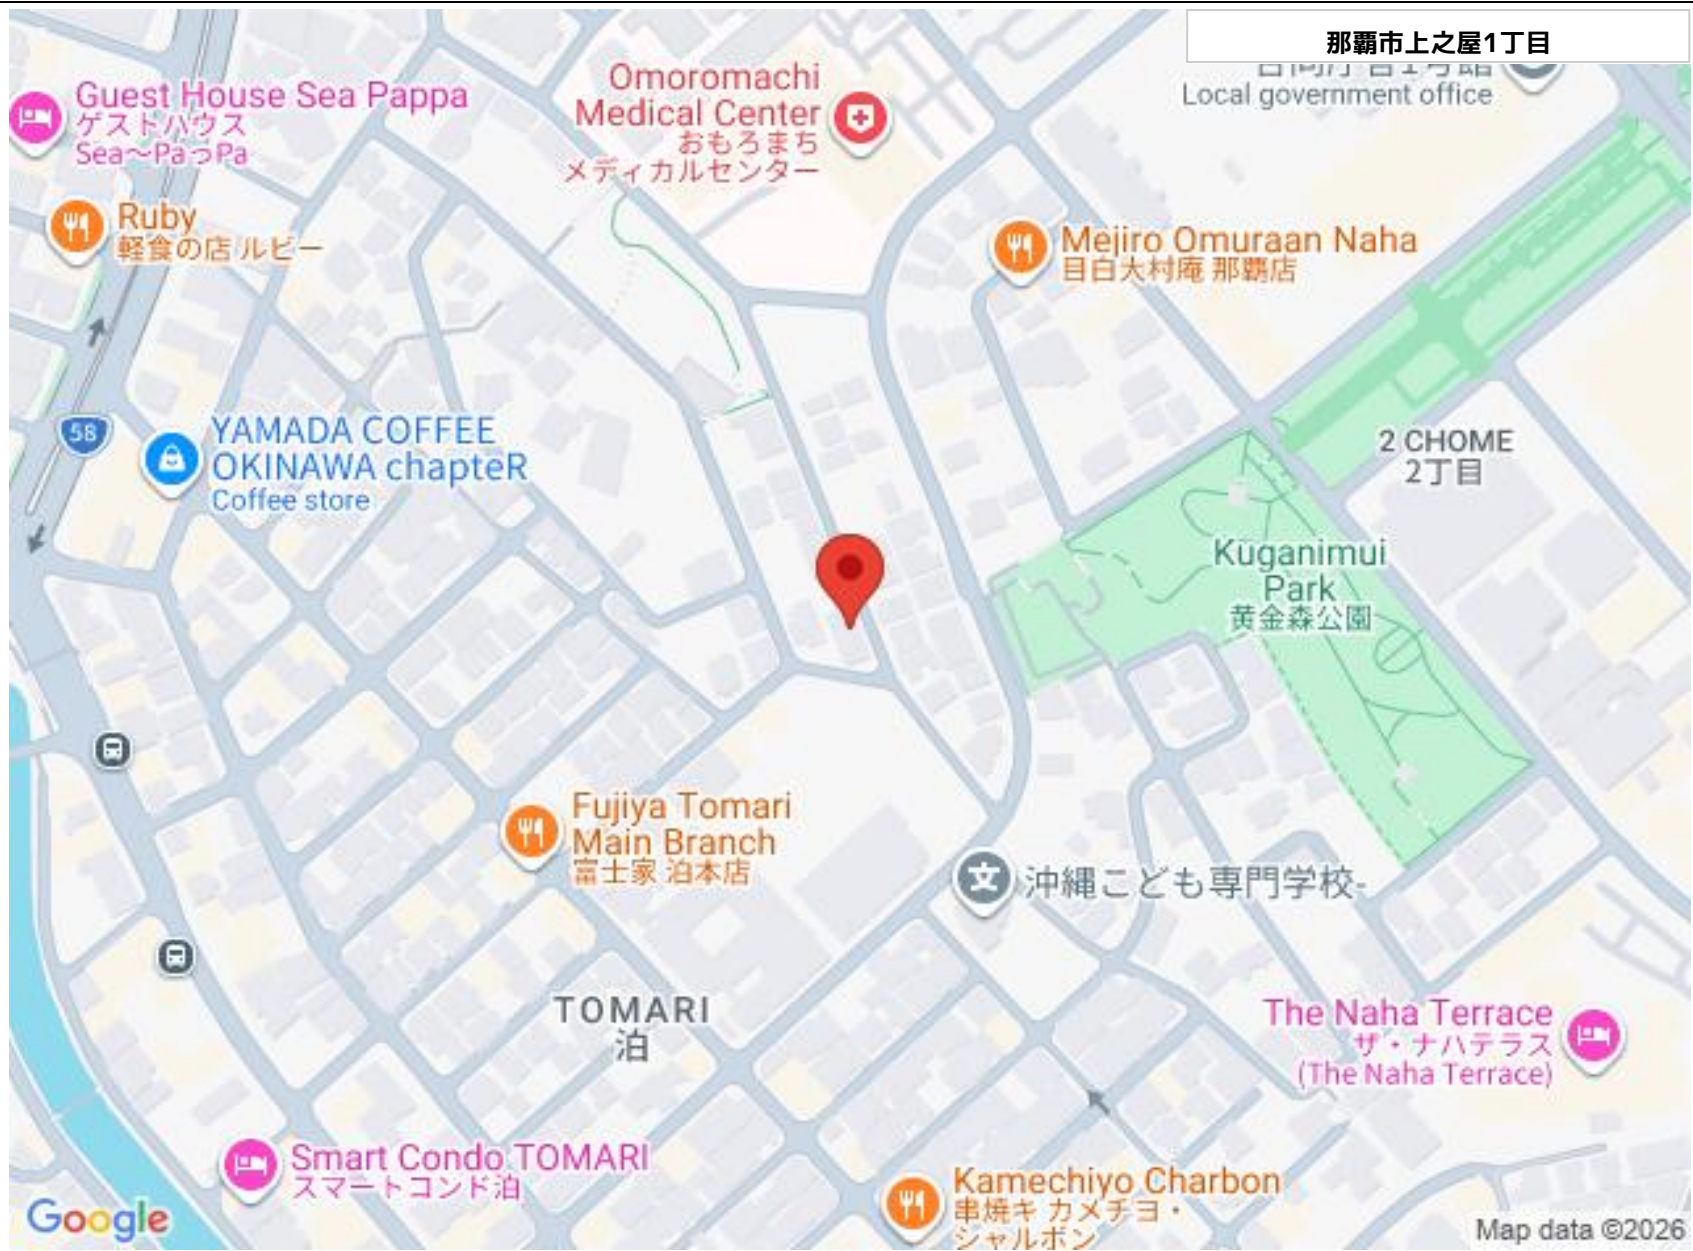 那覇市上之屋1丁目
Local government office
Guest House Sea Pappa
ゲストハウス
Sea～PaっPa
Omoromachi
Medical Center
おもろまち
メディカルセンター
Ruby
軽食の店 ルビー
Mejiro Omuraan Naha
目白大村庵 那覇店
58
YAMADA COFFEE
OKINAWA chapteR
Coffee store
2 CHOME
2丁目
Kuganimui
Park
黄金森公園
Fujiya Tomari
Main Branch
富士家 泊本店
文
沖縄こども専門学校-
TOMARI
泊
The Naha Terrace
ザ・ナハテラス
(The Naha Terrace)
Smart Condo TOMARI
スマートコンド泊
Kamechiyo Charbon
串焼キ カメチヨ・
シャルボン
Google
Map data ©2026